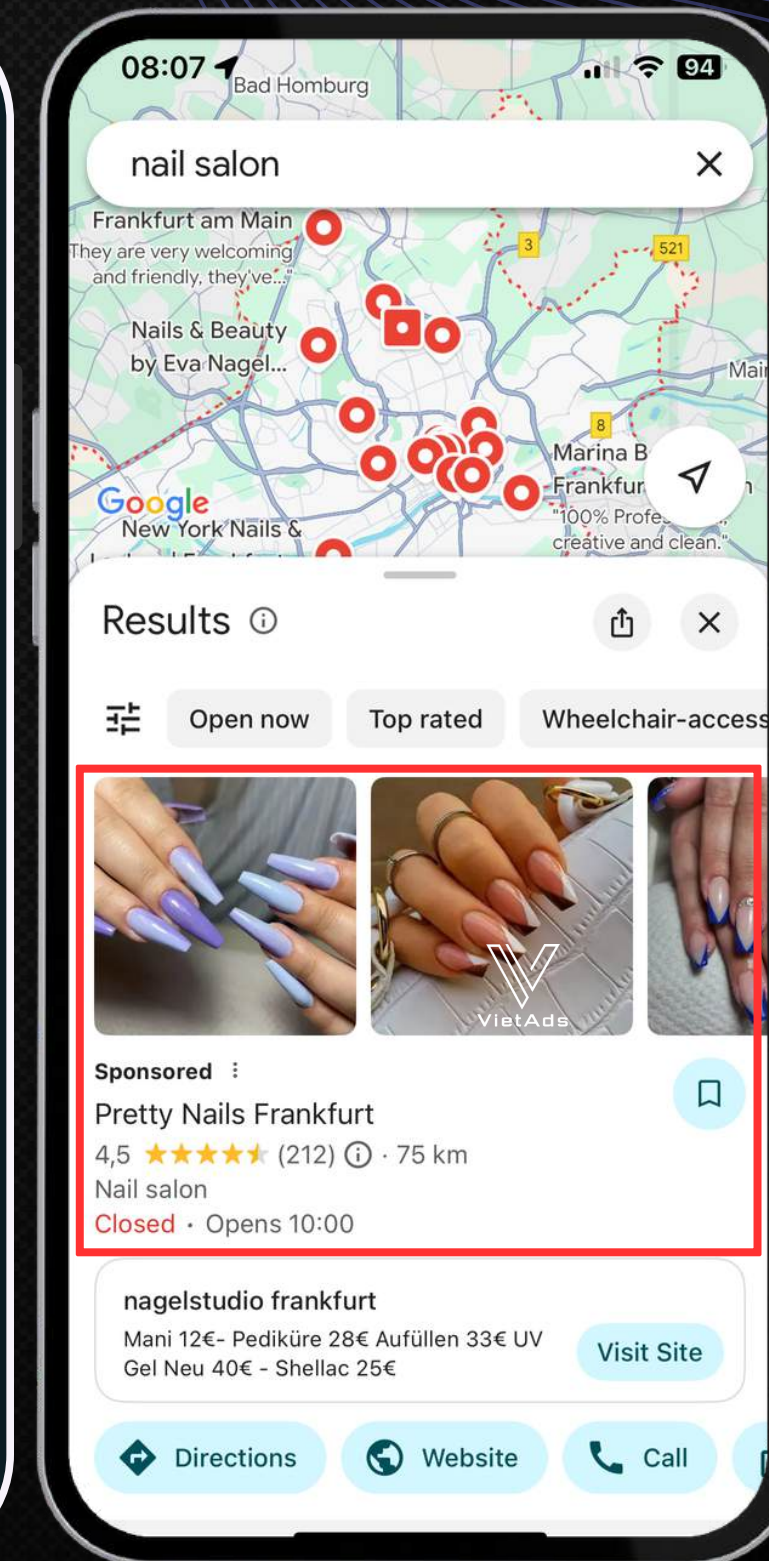 08:07
94
Bad Homburg
nail salon
Frankfurt am Main
They are very welcoming
and friendly, they've..."
3
521
Nails & Beauty
by Eva Nagel...
8
Marina B
Frankfur
"100% Profes
creative and clean."
Google
New York Nails &
Results
Open now
Top rated
Wheelchair-access
VietAds
Sponsored
Pretty Nails Frankfurt
4,5 ★★★★★ (212) · 75 km
Nail salon
Closed · Opens 10:00
nagelstudio frankfurt
Mani 12€- Pediküre 28€ Aufüllen 33€ UV
Gel Neu 40€ - Shellac 25€
Visit Site
Directions
Website
Call